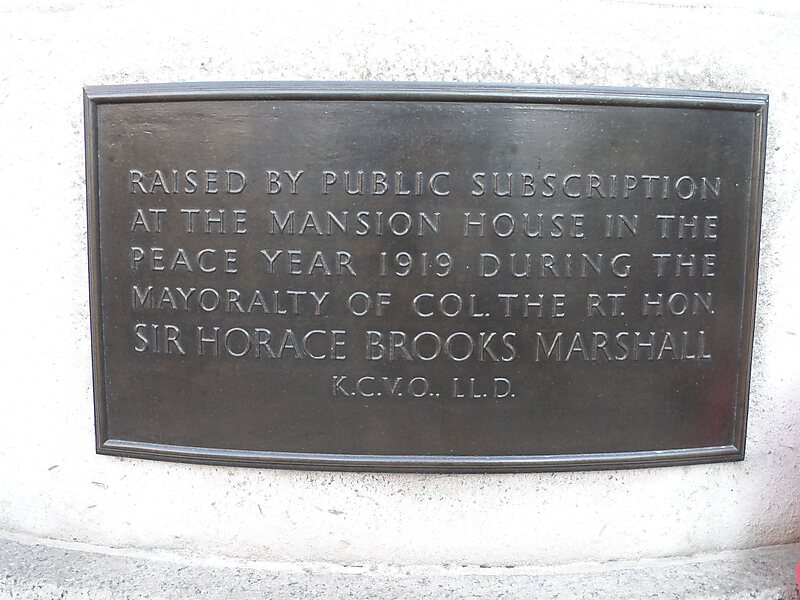 RAISED BY PUBLIC SUBSCRIPTION
AT THE MANSION HOUSE IN THE
PEACE YEAR 1919 DURING THE
MAYORALTY OF COL. THE RT. HON.
SIR HORACE BROOKS MARSHALL
K.C.V.O., LL.D.